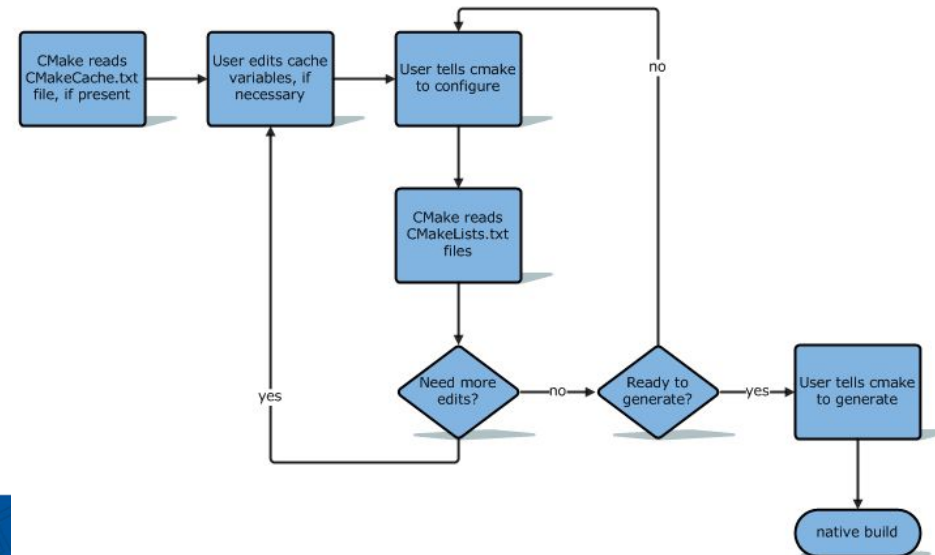 CMake reads
CMakeCache.txt
file, if present
User edits cache
variables, if
necessary
User tells cmake
to configure
no
CMake reads
CMakeLists.txt
files
Need more
edits?
no
Ready to
generate?
yes
User tells cmake
to generate
yes
native build